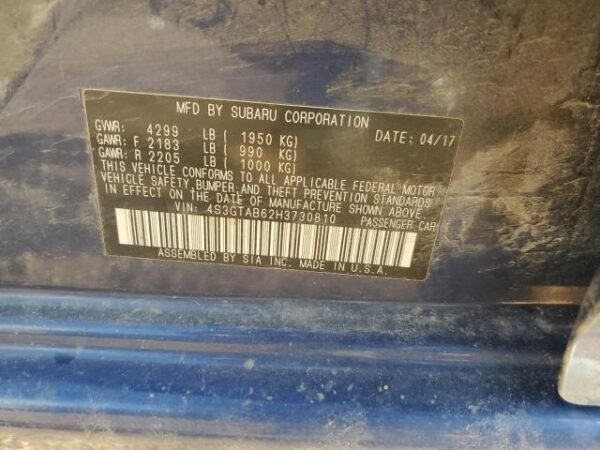 MFD BY SUBARU CORPORATION
GVWR: 4299 LB ( 1950 KG) DATE: 04/17
GAWR: F 2183 LB ( 990 KG)
GAWR: R 2205 LB ( 1000 KG)
THIS VEHICLE CONFORMS TO ALL APPLICABLE FEDERAL MOTOR
VEHICLE SAFETY, BUMPER, AND THEFT PREVENTION STANDARDS
IN EFFECT ON THE DATE OF MANUFACTURE SHOWN ABOVE
VIN: 4S3GTAB62H3730810 PASSENGER CAR
ASSEMBLED BY SIA INC. MADE IN U.S.A.